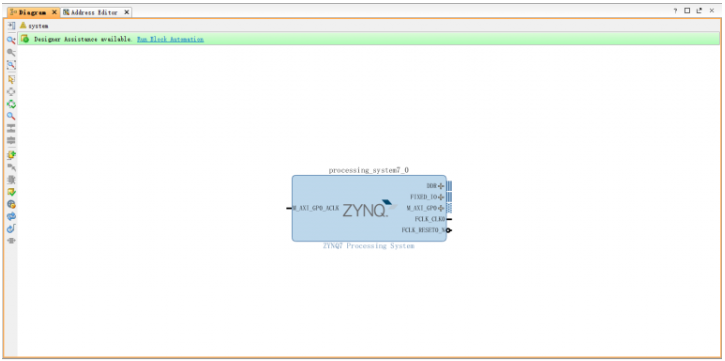 Diagram × Address Editor ×
system
Designer Assistance available. Run Block Automation
processing_system7_0
DDR
FIXED_IO
M_AXI_GP0_ACLK ZYNQ M_AXI_GP0
FCLK_CLK0
FCLK_RESET0_N
ZYNQ7 Processing System